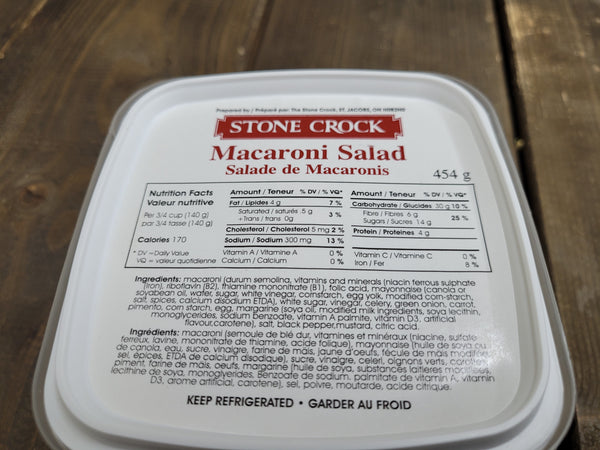 Prepared by / Préparé par: The Stone Crock, ST. JACOBS, ON N0B2N0
STONE CROCK
Macaroni Salad
Salade de Macaronis
454 g
Nutrition Facts
Valeur nutritive
Per 3/4 cup (140 g)
par 3/4 tasse (140 g)
Calories 170
* DV =Daily Value
VQ = valeur quotidienne
Amount / Teneur % DV / % VQ*
Fat / Lipides 4 g 7 %
Saturated / saturés .5 g
+Trans / trans 0g 3 %
Cholesterol / Cholesterol 5 mg 2 %
Sodium / Sodium 300 mg 13 %
Vitamin A / Vitamine A 0 %
Calcium / Calcium 0 %
Amount / Teneur % DV / % VQ*
Carbohydrate / Glucides 30 g 10 %
Fibre / Fibres 6 g 25 %
Sugars / Sucres 14 g
Protein / Protéines 4 g
Vitamin C / Vitamine C 0 %
Iron / Fer 8 %
Ingredients: macaroni (durum semolina, vitamins and minerals (niacin ferrous sulphate
(iron), riboflavin (B2), thiamine mononitrate (B1), folic acid, mayonnaise (canola or
soybean oil, water, sugar, white vinegar, cornstarch, egg yolk, modified corn-starch,
salt, spices, calcium disodium ETDA), white sugar, vinegar, celery, green onion, carrot,
pimento, corn starch, egg, margarine (soya oil, modified milk ingredients, soya lecithin,
monoglycerides, sodium benzoate, vitamin A palmite, vitamin D3, artificial
flavour,carotene), salt, black pepper,mustard, citric acid.
Ingrédients: macaroni (semoule de blé dur, vitamines et minéraux (niacine, sulfate
ferreux, lavine, mononitrate de thiamine, acide folique), mayonnaise (huile de soya ou
de canola, eau, sucre, vinaigre, farine de maïs, jaune d'oeufs, fécule de maïs modifiée
sel, épices, ETDA de calcium disodique), sucre, vinaigre, celeri, oignons verts, carotte
piment, farine de maïs, oeufs, margarine (huile de soya, substances laitières modifiées,
lecithine de soya, monoglyderides, Benzoate de sodium, palmitate de vitamin A, vitamin
D3, arome artificial, carotene), sel, poivre, moutarde, acide citrique.
KEEP REFRIGERATED • GARDER AU FROID